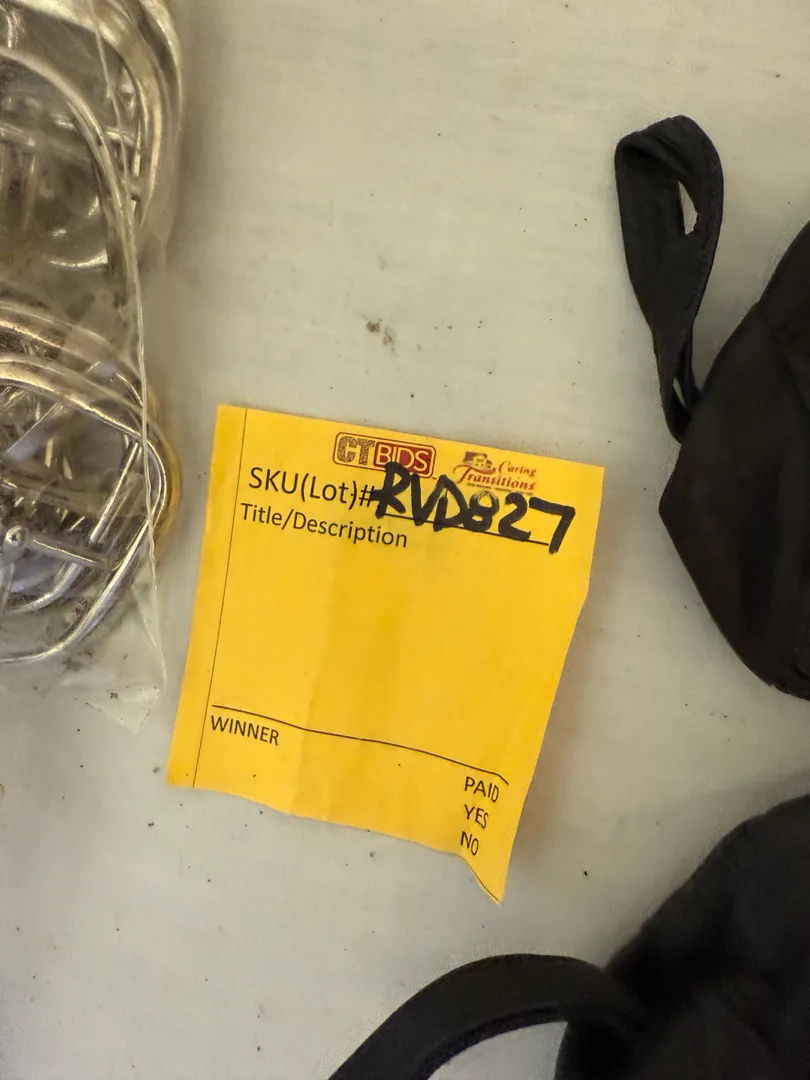 CTBIDS
Caring
Transitions
SKU(Lot)# RVD827
Title/Description
WINNER
PAID
YES
NO